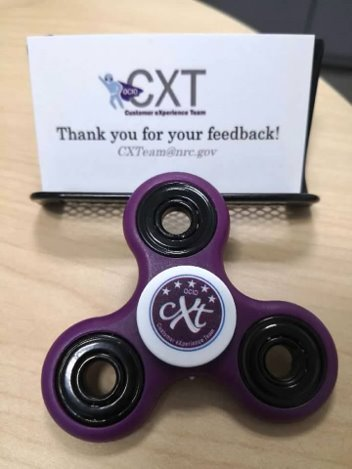 OCIO
CXT
Customer eXperience Team
Thank you for your feedback!
CXTeam@nrc.gov
OCIO
cXt
Customer eXperience Team